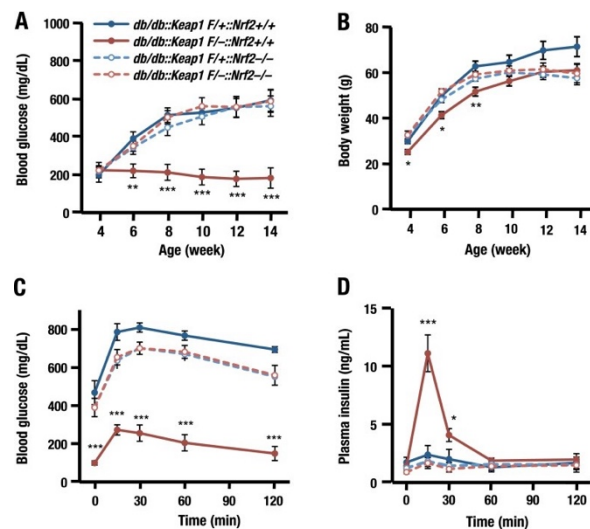 A
db/db::Keap1 F/+::Nrf2+/+
db/db::Keap1 F/−::Nrf2+/+
db/db::Keap1 F/+::Nrf2−/−
db/db::Keap1 F/−::Nrf2−/−
Blood glucose (mg/dL)
1000
800
600
400
200
0
** *** *** *** *** ***
4 6 8 10 12 14
Age (week)
B
Body weight (g)
80
60
40
20
0
* * **
4 6 8 10 12 14
Age (week)
C
Blood glucose (mg/dL)
800
600
400
200
0
*** *** *** *** ***
0 30 60 90 120
Time (min)
D
Plasma insulin (ng/mL)
15
10
5
0
***
*
0 30 60 90 120
Time (min)